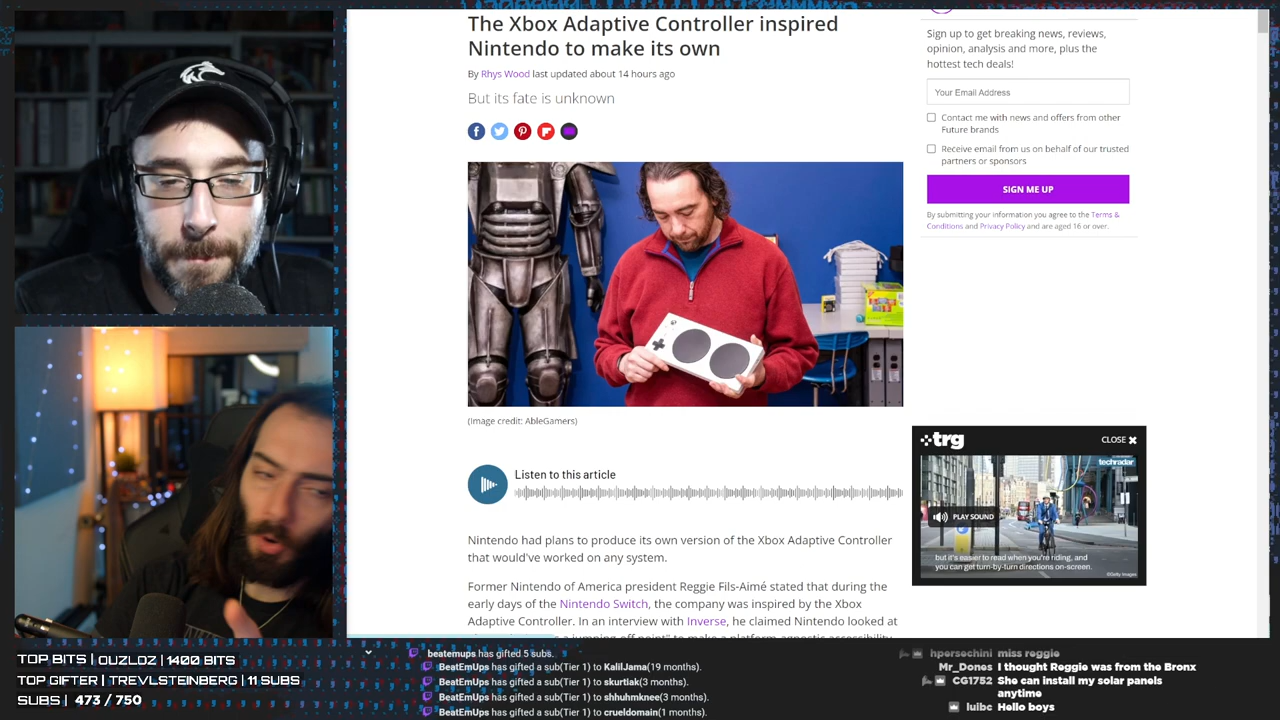 The Xbox Adaptive Controller inspired
Nintendo to make its own
By Rhys Wood last updated about 14 hours ago
But its fate is unknown
(Image credit: AbleGamers)
Listen to this article
Nintendo had plans to produce its own version of the Xbox Adaptive Controller
that would've worked on any system.
Former Nintendo of America president Reggie Fils-Aimé stated that during the
early days of the Nintendo Switch, the company was inspired by the Xbox
Adaptive Controller. In an interview with Inverse, he claimed Nintendo looked at
Sign up to get breaking news, reviews,
opinion, analysis and more, plus the
hottest tech deals!
Your Email Address
Contact me with news and offers from other
Future brands
Receive email from us on behalf of our trusted
partners or sponsors
SIGN ME UP
By submitting your information you agree to the Terms &
Conditions and Privacy Policy and are aged 16 or over.
trg
CLOSE
techradar
PLAY SOUND
but it's easier to read when you're riding, and
you can get turn-by-turn directions on-screen.
©Getty Images
TOP BITS | OUZLDZ | 1400 BITS
TOP GIFTER | TREVLSTEINBERG | 11 SUBS
SUBS | 473 / 750
beatemups has gifted 5 subs.
BeatEmUps has gifted a sub(Tier 1) to KalilJama(19 months).
BeatEmUps has gifted a sub(Tier 1) to skurtiak(3 months).
BeatEmUps has gifted a sub(Tier 1) to shhuhmknee(3 months).
BeatEmUps has gifted a sub(Tier 1) to crueldomain(1 months).
hpersechini miss reggie
Mr_Dones I thought Reggie was from the Bronx
CG1752 She can install my solar panels
anytime
luibc Hello boys